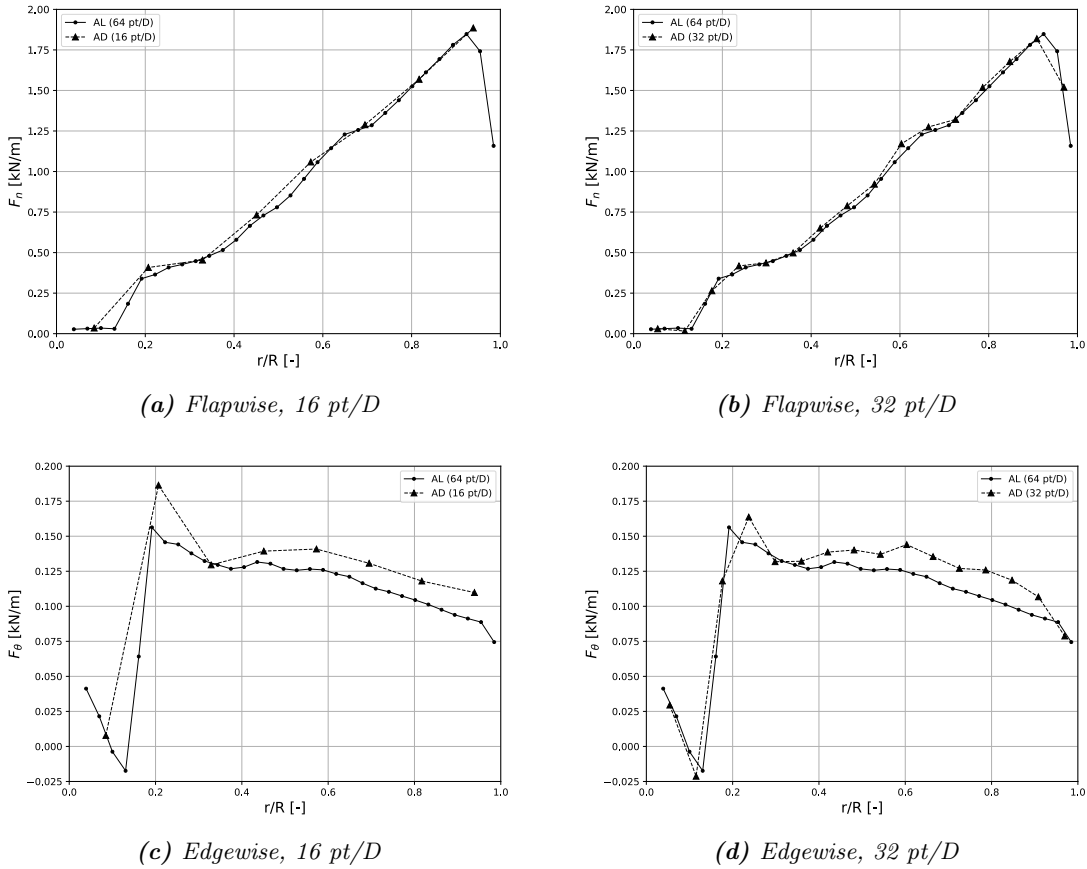 2.00
1.75
1.50
1.25
1.00
0.75
0.50
0.25
0.00
F_n [kN/m]
AL (64 pt/D)
AD (16 pt/D)
0.0 0.2 0.4 0.6 0.8 1.0
r/R [-]
(a) Flapwise, 16 pt/D
2.00
1.75
1.50
1.25
1.00
0.75
0.50
0.25
0.00
F_n [kN/m]
AL (64 pt/D)
AD (32 pt/D)
0.0 0.2 0.4 0.6 0.8 1.0
r/R [-]
(b) Flapwise, 32 pt/D
0.200
0.175
0.150
0.125
0.100
0.075
0.050
0.025
0.000
−0.025
F_θ [kN/m]
AL (64 pt/D)
AD (16 pt/D)
0.0 0.2 0.4 0.6 0.8 1.0
r/R [-]
(c) Edgewise, 16 pt/D
0.200
0.175
0.150
0.125
0.100
0.075
0.050
0.025
0.000
−0.025
F_θ [kN/m]
AL (64 pt/D)
AD (32 pt/D)
0.0 0.2 0.4 0.6 0.8 1.0
r/R [-]
(d) Edgewise, 32 pt/D